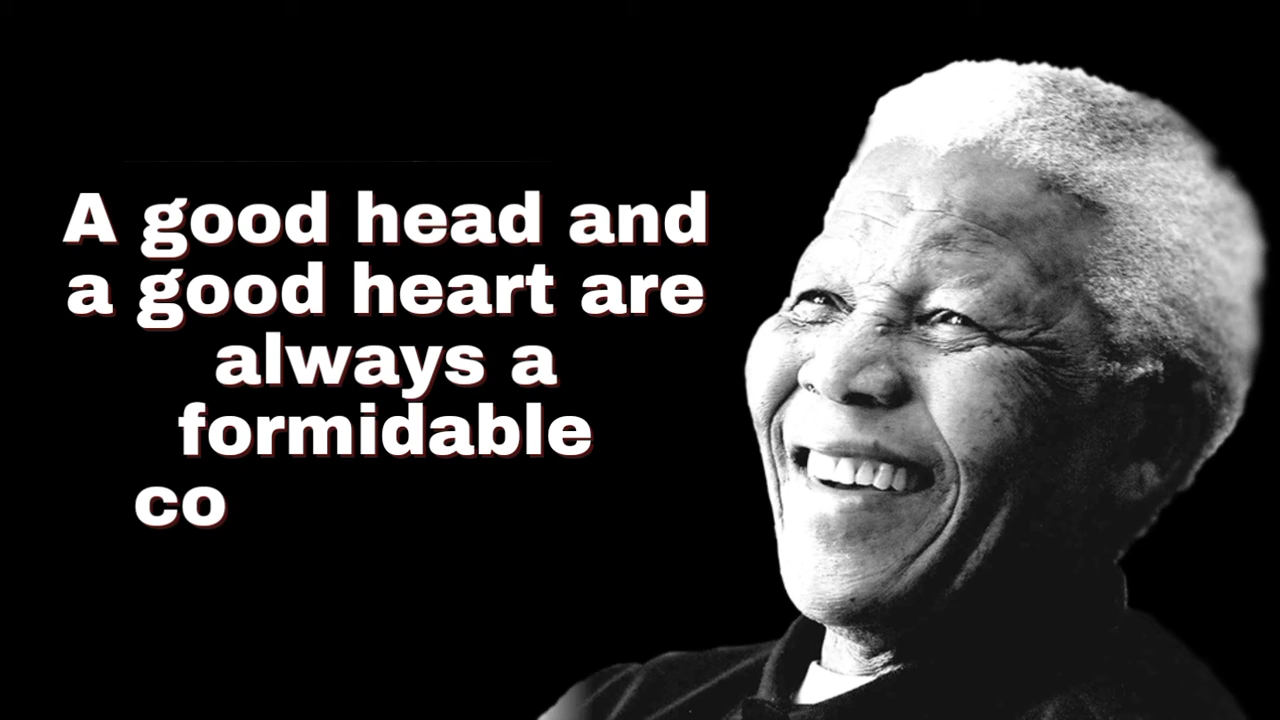 A good head and
a good heart are
always a
formidable
co